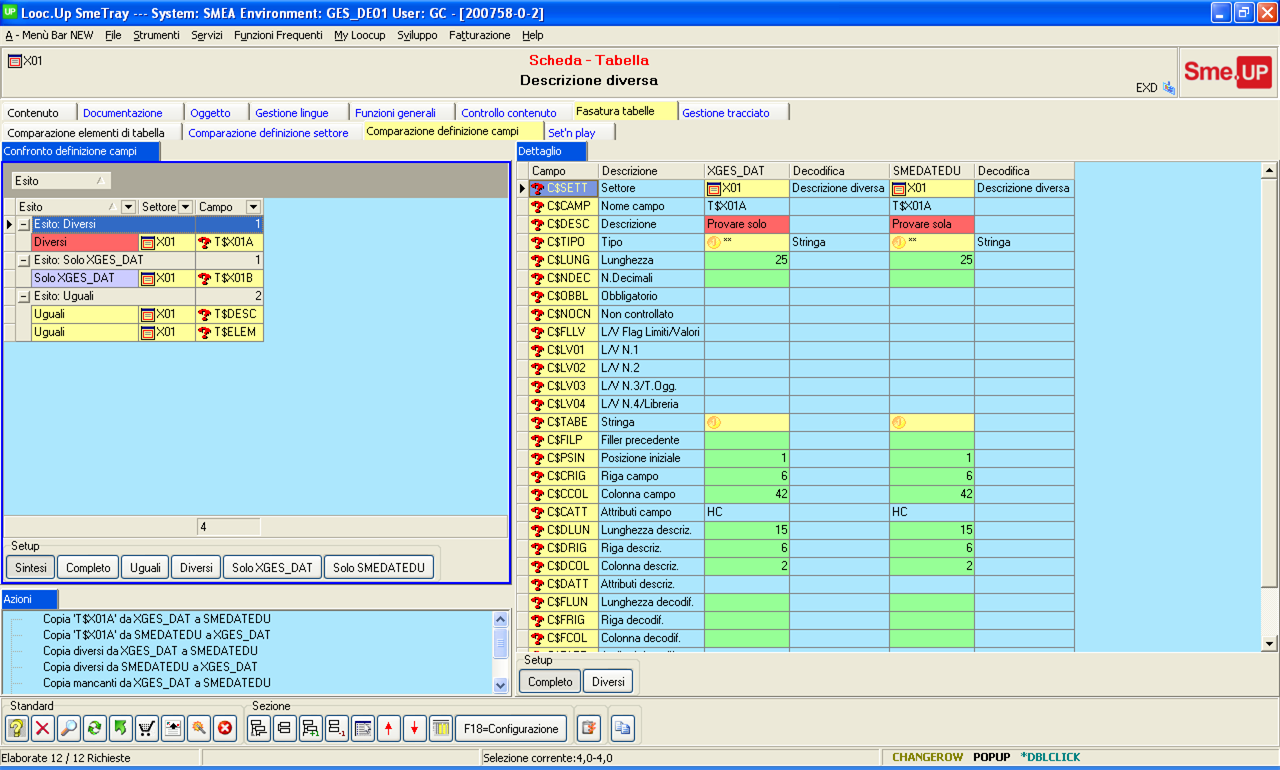 UP Looc.Up SmeTray --- System: SMEA Environment: GES_DE01 User: GC - [200758-0-2]
A - Menù Bar NEW File Strumenti Servizi Funzioni Frequenti My Loocup Sviluppo Fatturazione Help
X01
Scheda - Tabella
Descrizione diversa
EXD
Sme.UP
Contenuto Documentazione Oggetto Gestione lingue Funzioni generali Controllo contenuto Fasatura tabelle Gestione tracciato
Comparazione elementi di tabella Comparazione definizione settore Comparazione definizione campi Set'n play
Confronto definizione campi
Esito
Esito Settore Campo
Esito: Diversi 1
Diversi X01 T$X01A
Esito: Solo XGES_DAT 1
Solo XGES_DAT X01 T$X01B
Esito: Uguali 2
Uguali X01 T$DESC
Uguali X01 T$ELEM
4
Setup
Sintesi Completo Uguali Diversi Solo XGES_DAT Solo SMEDATEDU
Azioni
Copia 'T$X01A' da XGES_DAT a SMEDATEDU
Copia 'T$X01A' da SMEDATEDU a XGES_DAT
Copia diversi da XGES_DAT a SMEDATEDU
Copia diversi da SMEDATEDU a XGES_DAT
Copia mancanti da XGES_DAT a SMEDATEDU
Dettaglio
Campo Descrizione XGES_DAT Decodifica SMEDATEDU Decodifica
C$SETT Settore X01 Descrizione diversa X01 Descrizione diversa
C$CAMP Nome campo T$X01A T$X01A
C$DESC Descrizione Provare solo Provare sola
C$TIPO Tipo ** Stringa ** Stringa
C$LUNG Lunghezza 25 25
C$NDEC N.Decimali
C$OBBL Obbligatorio
C$NOCN Non controllato
C$FLLV L/V Flag Limiti/Valori
C$LV01 L/V N.1
C$LV02 L/V N.2
C$LV03 L/V N.3/T.Ogg.
C$LV04 L/V N.4/Libreria
C$TABE Stringa
C$FILP Filler precedente
C$PSIN Posizione iniziale 1 1
C$CRIG Riga campo 6 6
C$CCOL Colonna campo 42 42
C$CATT Attributi campo HC HC
C$DLUN Lunghezza descriz. 15 15
C$DRIG Riga descriz. 6 6
C$DCOL Colonna descriz. 2 2
C$DATT Attributi descriz.
C$FLUN Lunghezza decodif.
C$FRIG Riga decodif.
C$FCOL Colonna decodif.
Setup
Completo Diversi
Standard Sezione
F18=Configurazione
Elaborate 12 / 12 Richieste Selezione corrente:4,0-4,0 CHANGEROW POPUP *DBLCLICK